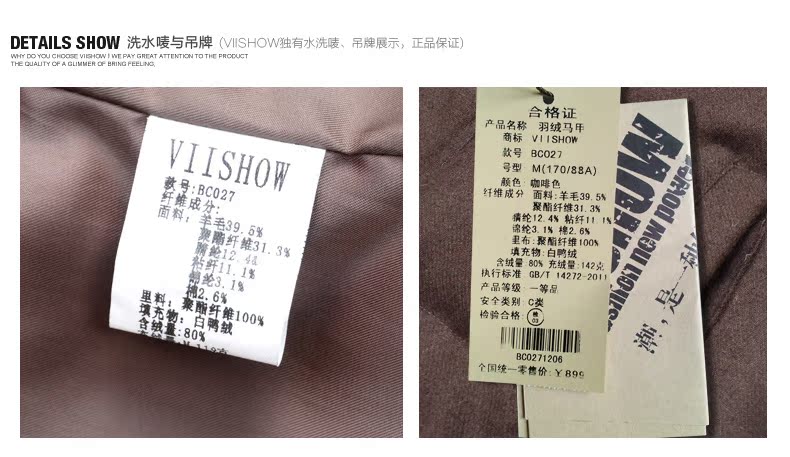 DETAILS SHOW 洗水唛与吊牌 (VIISHOW独有水洗唛、吊牌展示，正品保证)
WHY DO YOU CHOOSE VIISHOW I WE PAY GREAT ATTENTION TO THE PRODUCT
THE QUALITY OF A GLIMMER OF BRING FEELING.
VIISHOW
款号:BC027
纤维成分:
面料: 羊毛39.5%
聚酯纤维31.3%
腈纶12.4%
粘纤11.1%
锦纶3.1%
棉2.6%
里料: 聚酯纤维100%
填充物: 白鸭绒
含绒量:80%
合格证
产品名称 羽绒马甲
商标 VIISHOW
款号 BC027
号型 M(170/88A)
颜色: 咖啡色
纤维成分 面料: 羊毛39.5%
聚酯纤维31.3%
腈纶12.4% 粘纤11.1%
锦纶3.1% 棉2.6%
里布: 聚酯纤维100%
填充物: 白鸭绒
含绒量: 80% 充绒量:142克
执行标准 GB/T 14272-2011
产品等级 一等品
安全类别 C类
检验合格: 检 03
BC0271206
全国统一零售价: ¥899
fashion new power
潮,是一种